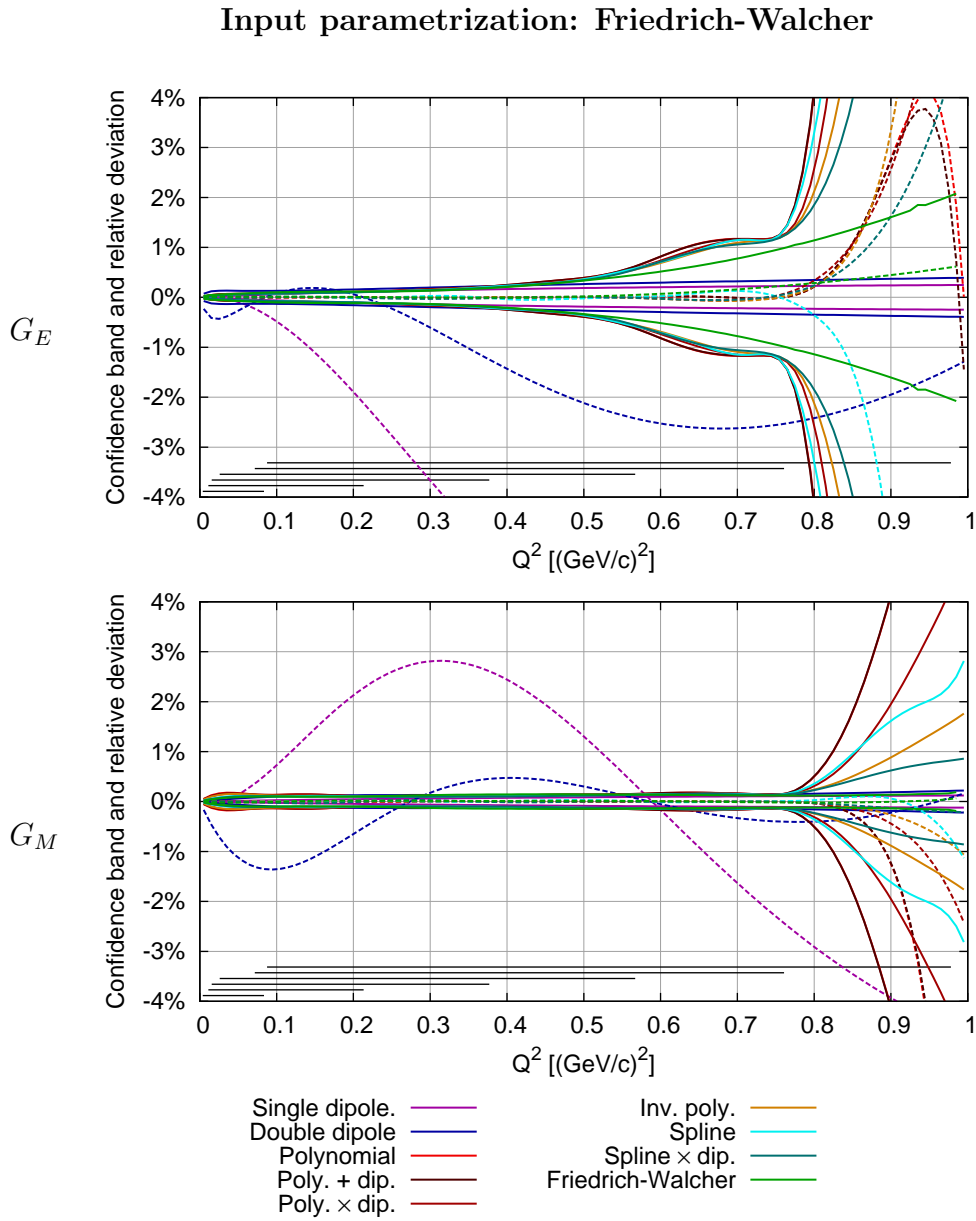 Input parametrization: Friedrich-Walcher
G_E
Confidence band and relative deviation
4%
3%
2%
1%
0%
-1%
-2%
-3%
-4%
0 0.1 0.2 0.3 0.4 0.5 0.6 0.7 0.8 0.9 1
Q^2 [(GeV/c)^2]
G_M
Confidence band and relative deviation
4%
3%
2%
1%
0%
-1%
-2%
-3%
-4%
0 0.1 0.2 0.3 0.4 0.5 0.6 0.7 0.8 0.9 1
Q^2 [(GeV/c)^2]
Single dipole.
Double dipole
Polynomial
Poly. + dip.
Poly. × dip.
Inv. poly.
Spline
Spline × dip.
Friedrich-Walcher